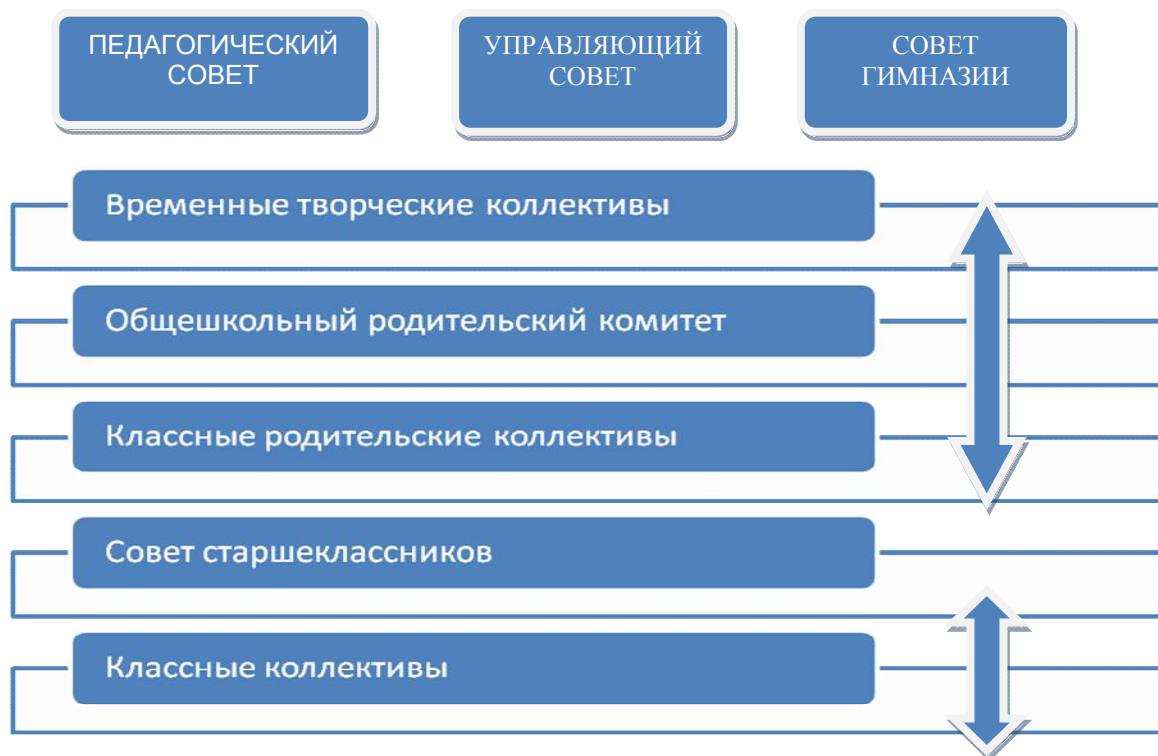 ПЕДАГОГИЧЕСКИЙ
СОВЕТ
УПРАВЛЯЮЩИЙ
СОВЕТ
СОВЕТ
ГИМНАЗИИ
Временные творческие коллективы
Общешкольный родительский комитет
Классные родительские коллективы
Совет старшеклассников
Классные коллективы